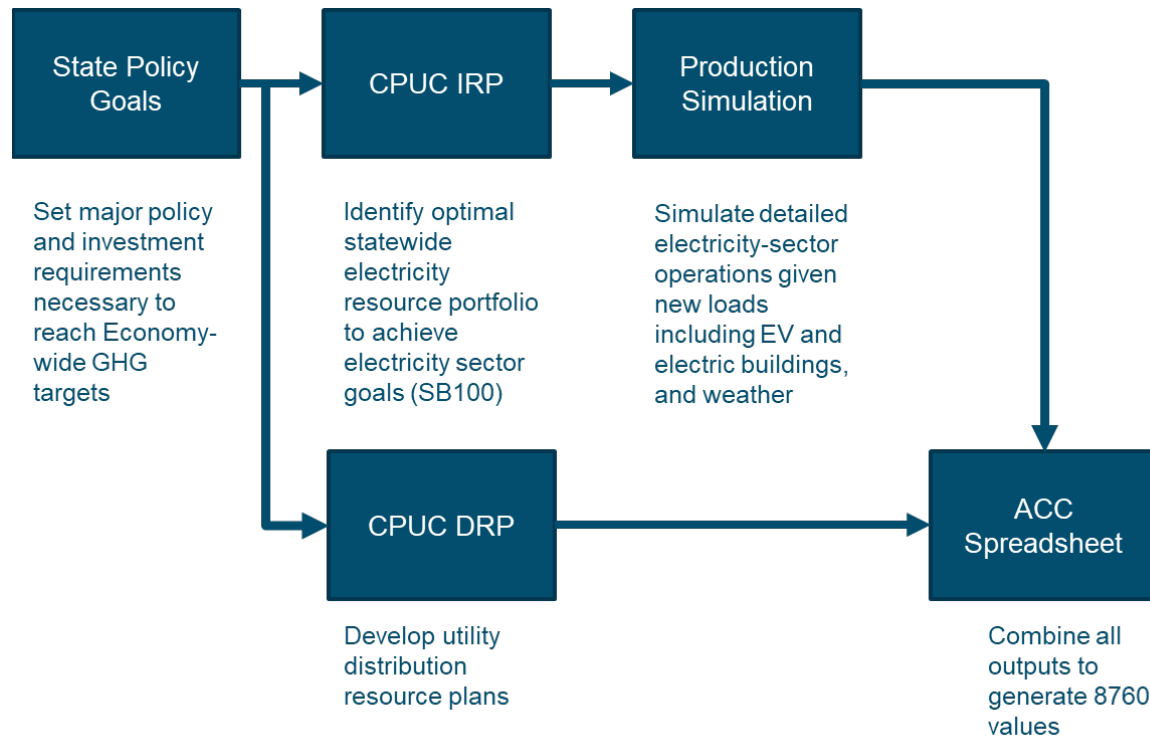 State Policy
Goals
CPUC IRP
Production
Simulation
Set major policy
and investment
requirements
necessary to
reach Economy-
wide GHG
targets
Identify optimal
statewide
electricity
resource portfolio
to achieve
electricity sector
goals (SB100)
Simulate detailed
electricity-sector
operations given
new loads
including EV and
electric buildings,
and weather
CPUC DRP
ACC
Spreadsheet
Develop utility
distribution
resource plans
Combine all
outputs to
generate 8760
values